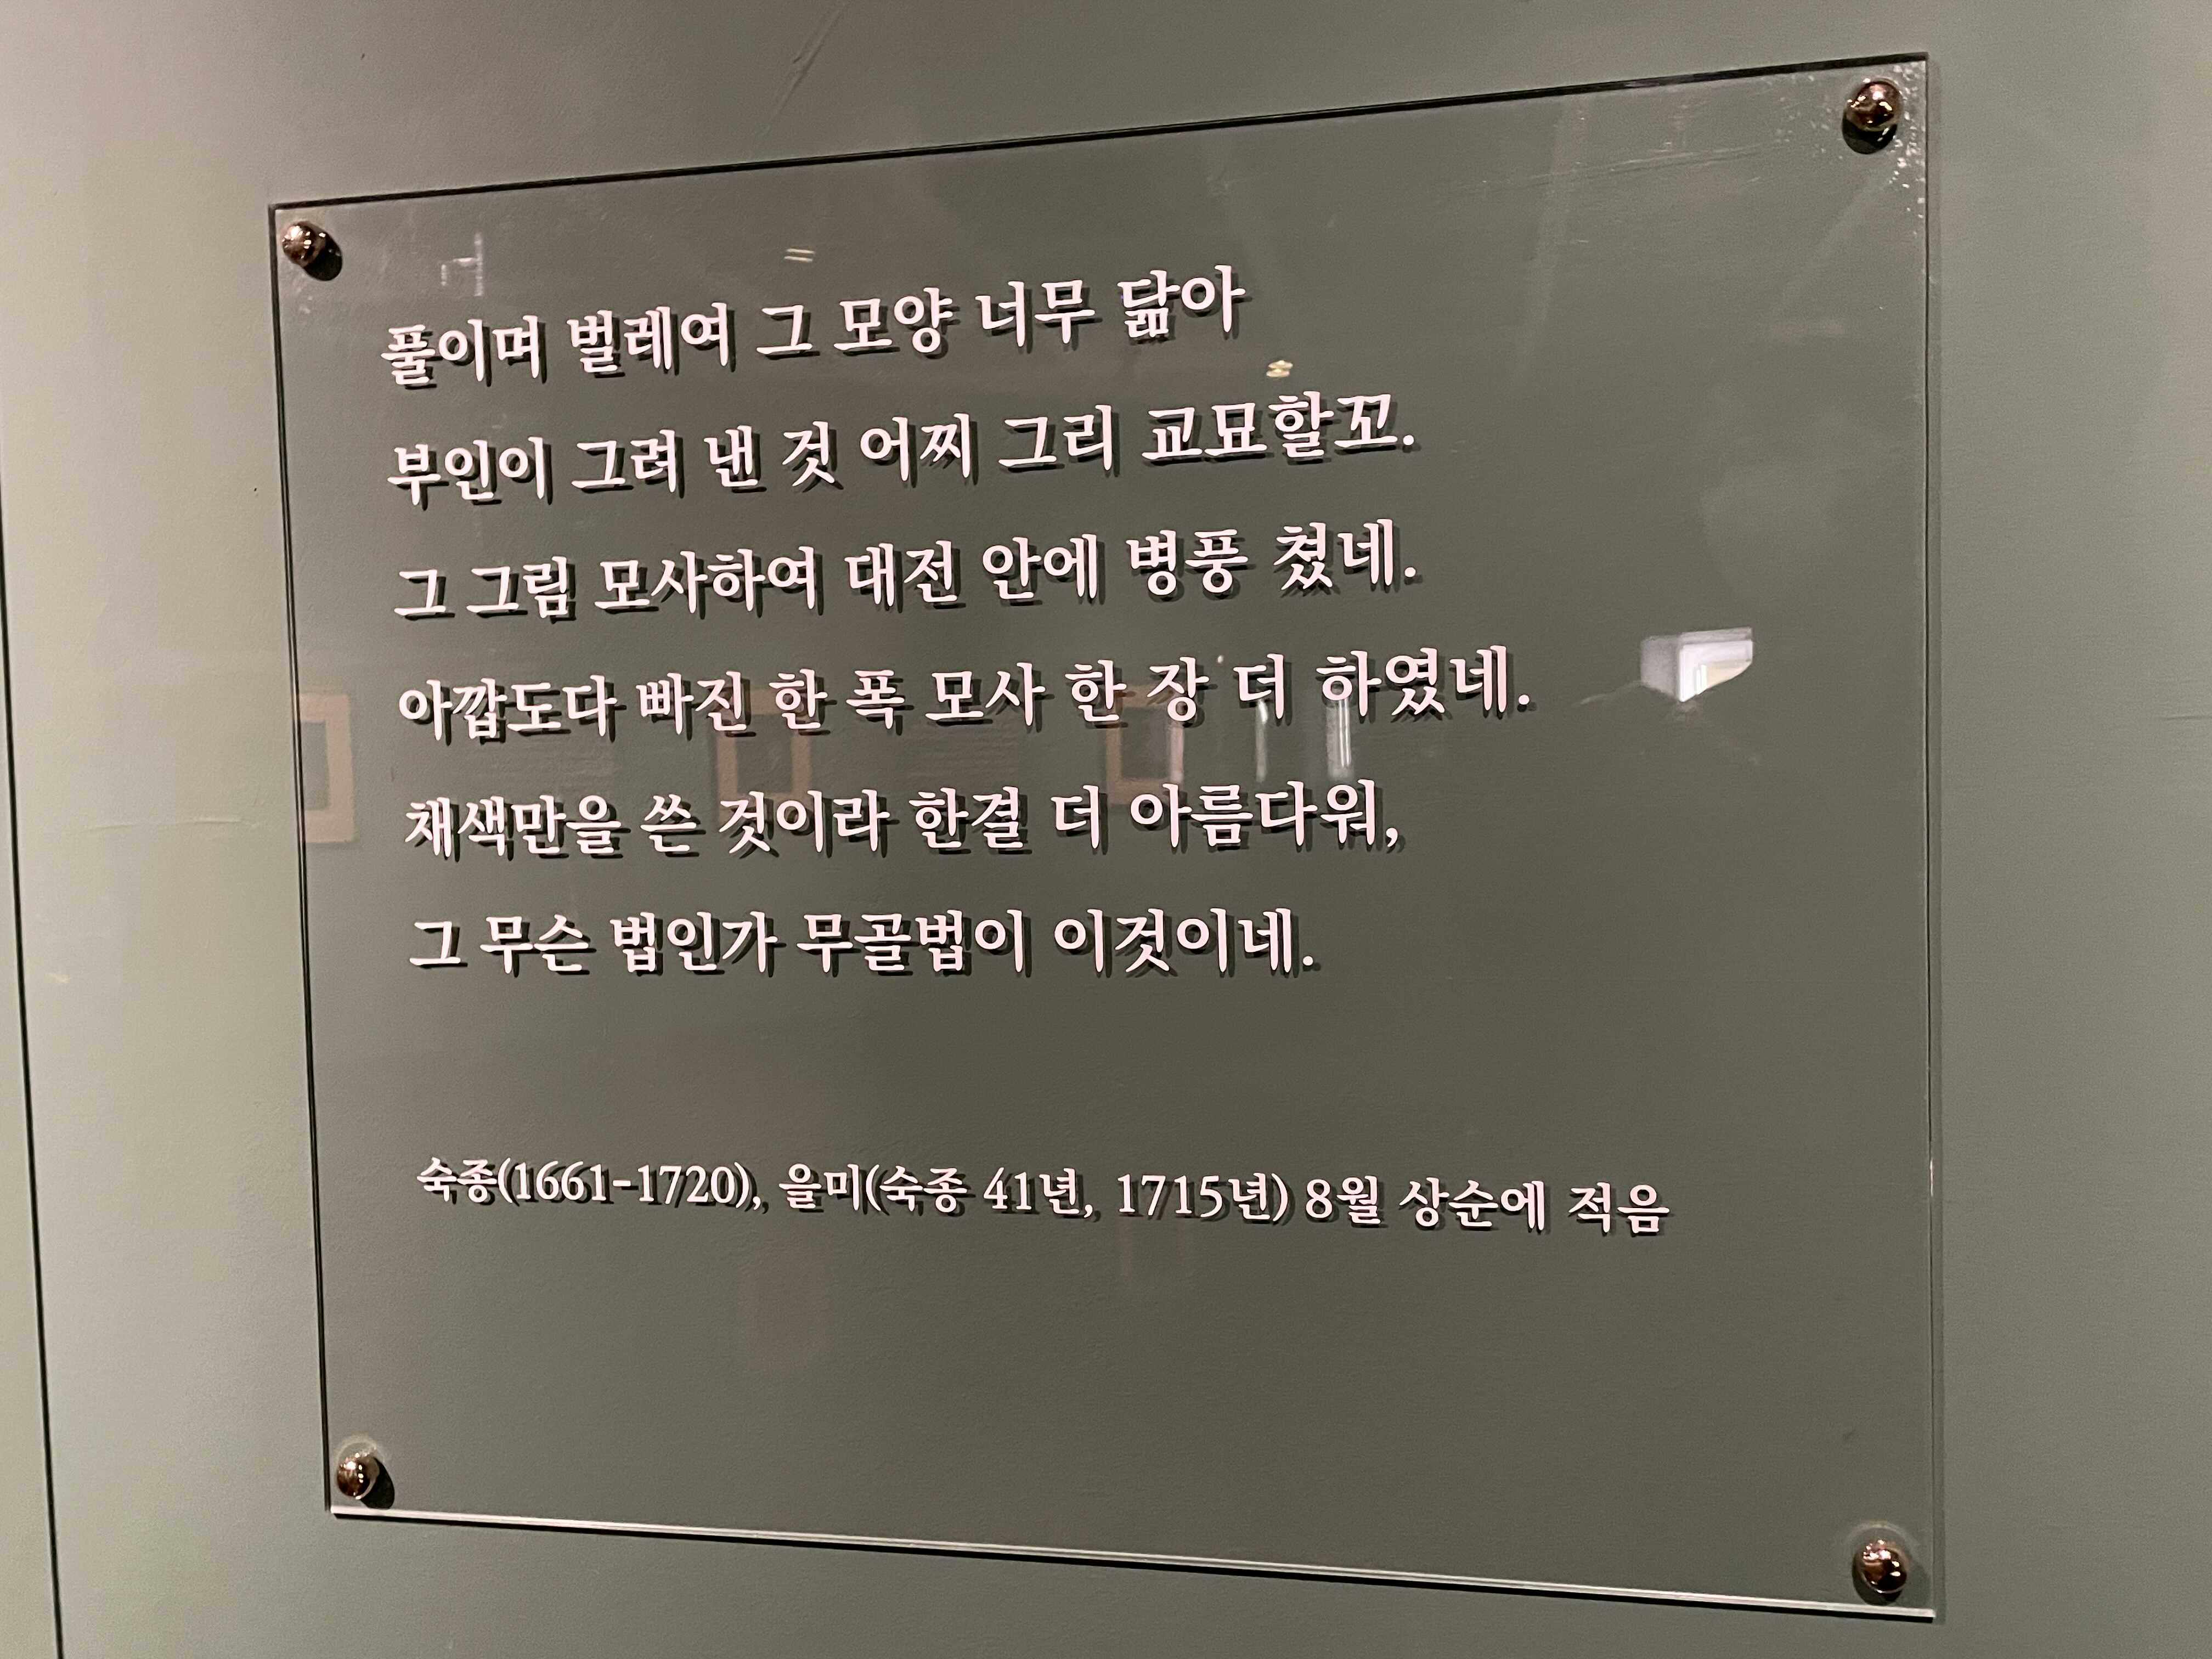 풀이며 벌레여 그 모양 너무 닮아
부인이 그려 낸 것 어찌 그리 교묘할꼬.
그 그림 모사하여 대전 안에 병풍 쳤네.
아깝도다 빠진 한 폭 모사 한 장 더 하였네.
채색만을 쓴 것이라 한결 더 아름다워,
그 무슨 법인가 무골법이 이것이네.
숙종(1661-1720), 을미(숙종 41년, 1715년) 8월 상순에 적음